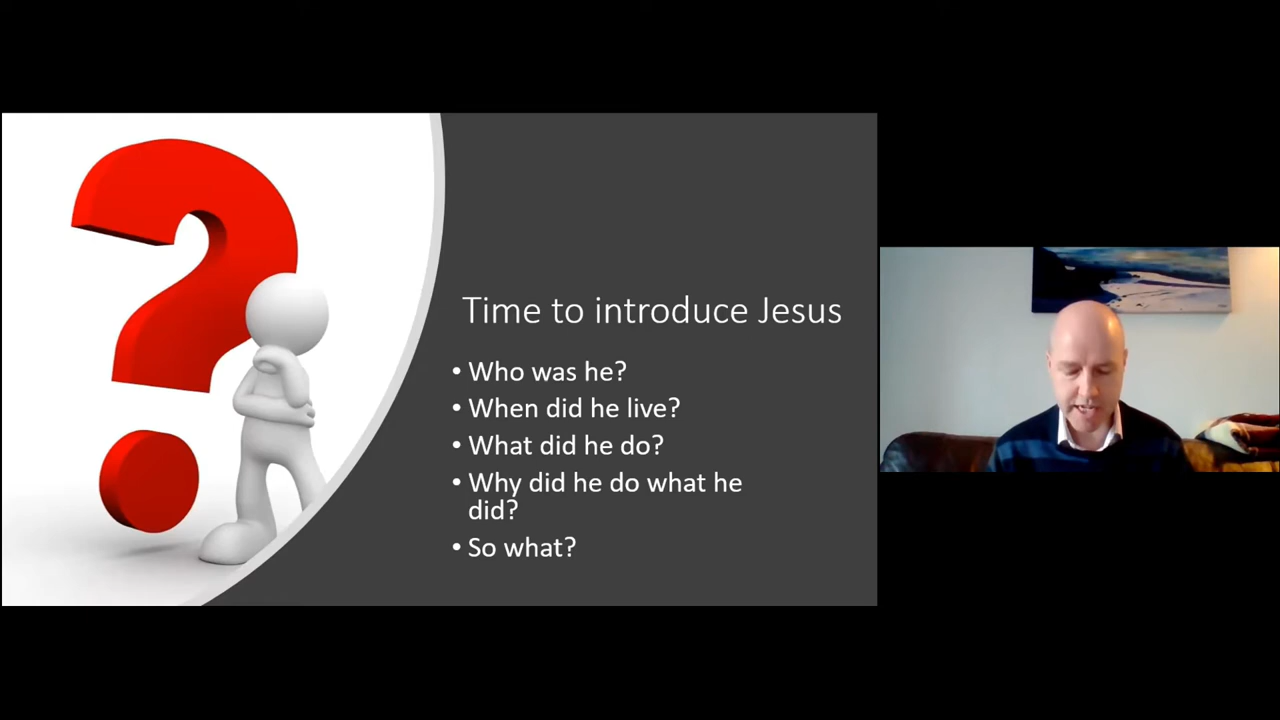 Time to introduce Jesus
• Who was he?
• When did he live?
• What did he do?
• Why did he do what he
did?
• So what?